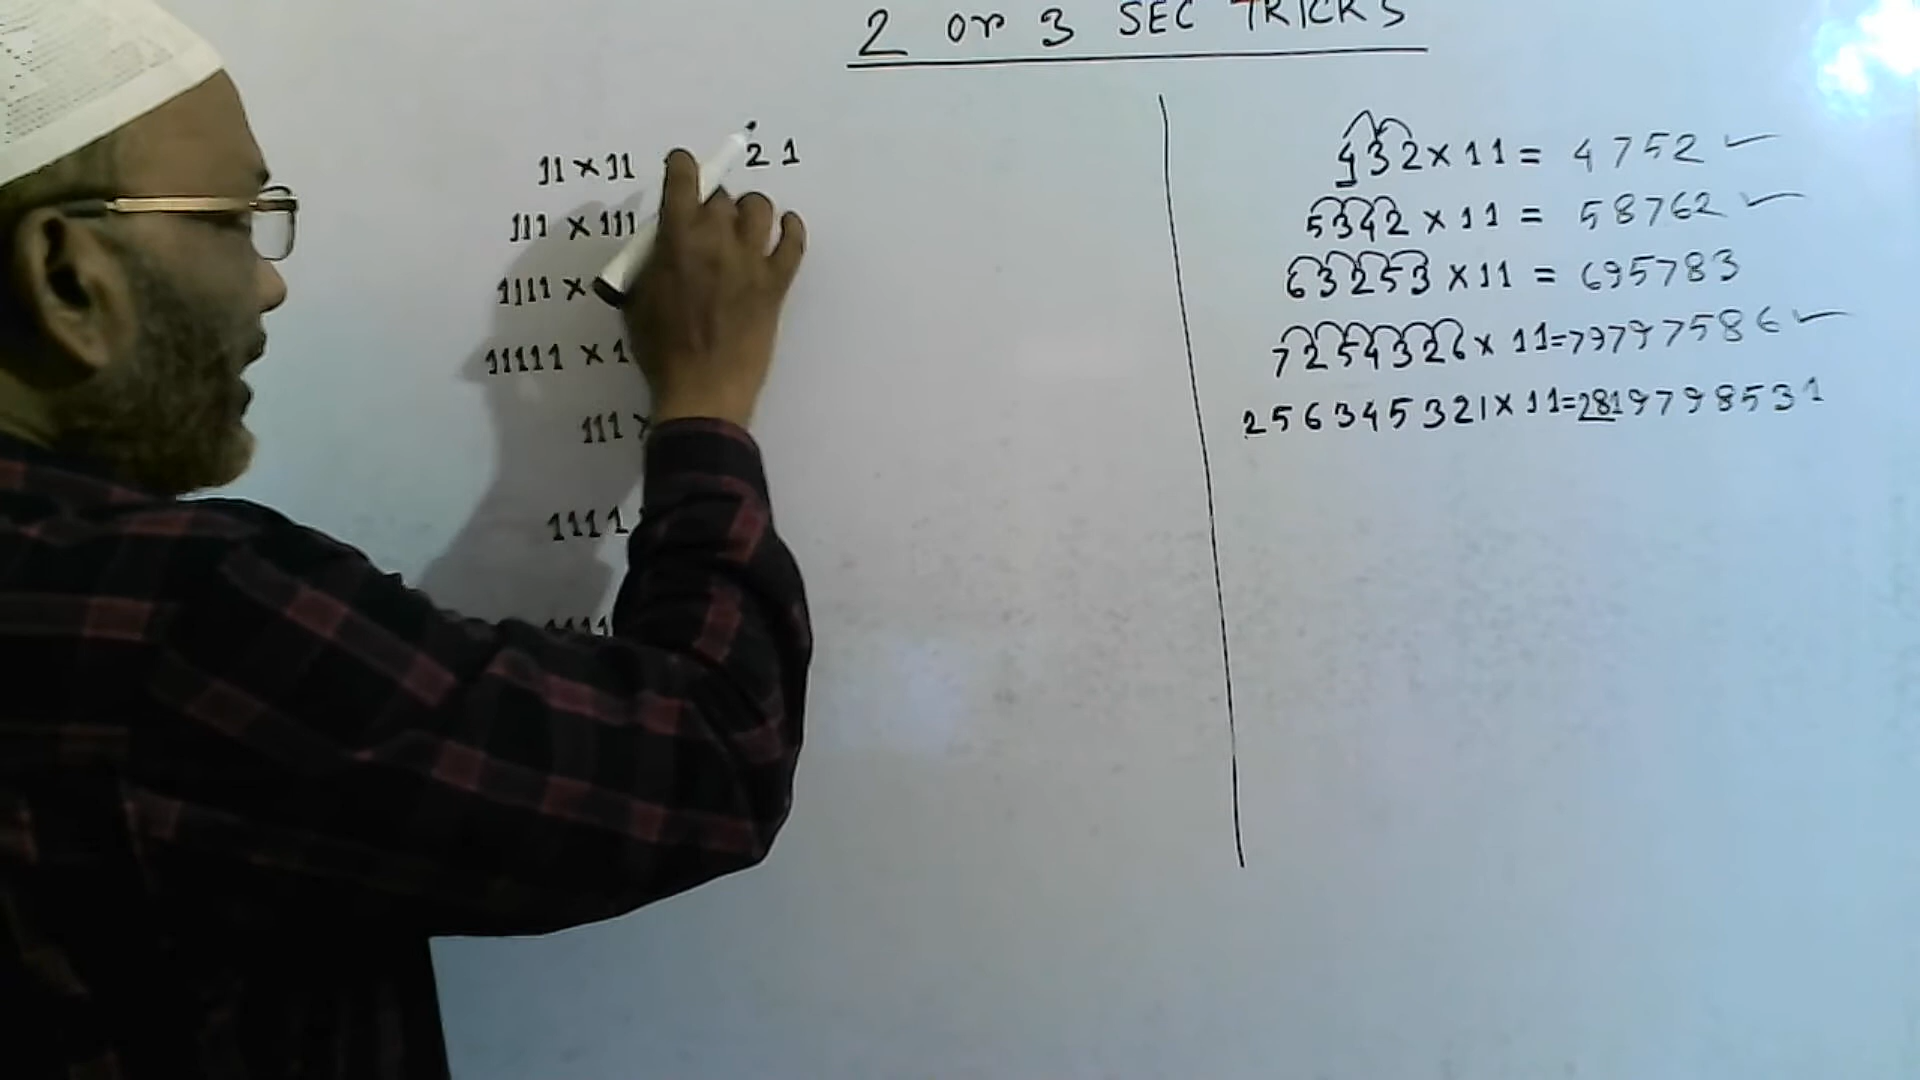 2 or 3 SEC TRICKS
11 × 11 21
111 × 111
1111 ×
11111 × 1
111 ×
1111
1111
432 × 11 = 4752
5342 × 11 = 58762
63253 × 11 = 695783
7254326 × 11 = 79797586
256345321 × 11 = 2819798531